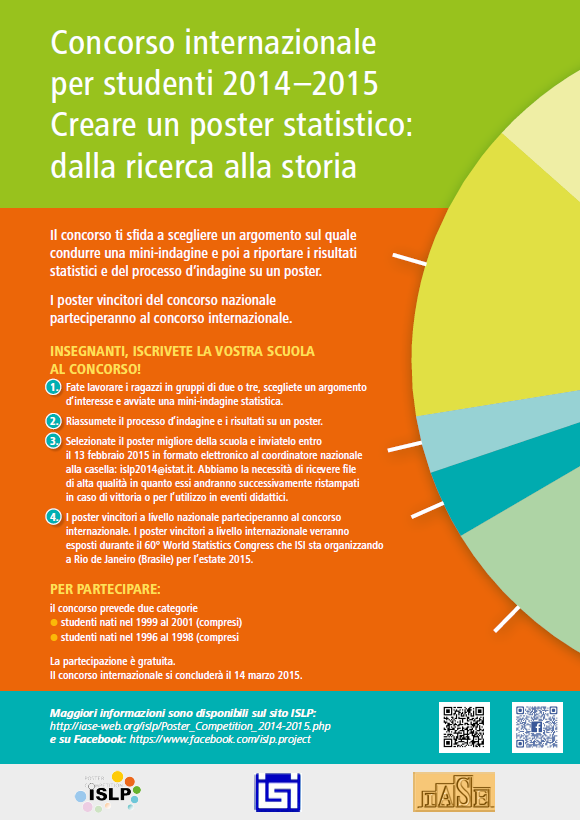 Concorso internazionale
per studenti 2014–2015
Creare un poster statistico:
dalla ricerca alla storia
Il concorso ti sfida a scegliere un argomento sul quale
condurre una mini-indagine e poi a riportare i risultati
statistici e del processo d'indagine su un poster.
I poster vincitori del concorso nazionale
parteciperanno al concorso internazionale.
INSEGNANTI, ISCRIVETE LA VOSTRA SCUOLA
AL CONCORSO!
1. Fate lavorare i ragazzi in gruppi di due o tre, scegliete un argomento
d'interesse e avviate una mini-indagine statistica.
2. Riassumete il processo d'indagine e i risultati su un poster.
3. Selezionate il poster migliore della scuola e inviatelo entro
il 13 febbraio 2015 in formato elettronico al coordinatore nazionale
alla casella: islp2014@istat.it. Abbiamo la necessità di ricevere file
di alta qualità in quanto essi andranno successivamente ristampati
in caso di vittoria o per l'utilizzo in eventi didattici.
4. I poster vincitori a livello nazionale parteciperanno al concorso
internazionale. I poster vincitori a livello internazionale verranno
esposti durante il 60° World Statistics Congress che ISI sta organizzando
a Rio de Janeiro (Brasile) per l'estate 2015.
PER PARTECIPARE:
il concorso prevede due categorie
studenti nati nel 1999 al 2001 (compresi)
studenti nati nel 1996 al 1998 (compresi
La partecipazione è gratuita.
Il concorso internazionale si concluderà il 14 marzo 2015.
Maggiori informazioni sono disponibili sul sito ISLP:
http://iase-web.org/islp/Poster_Competition_2014-2015.php
e su Facebook: https://www.facebook.com/islp.project
POSTER
COMPETITION
ISLP
ISI
IASE